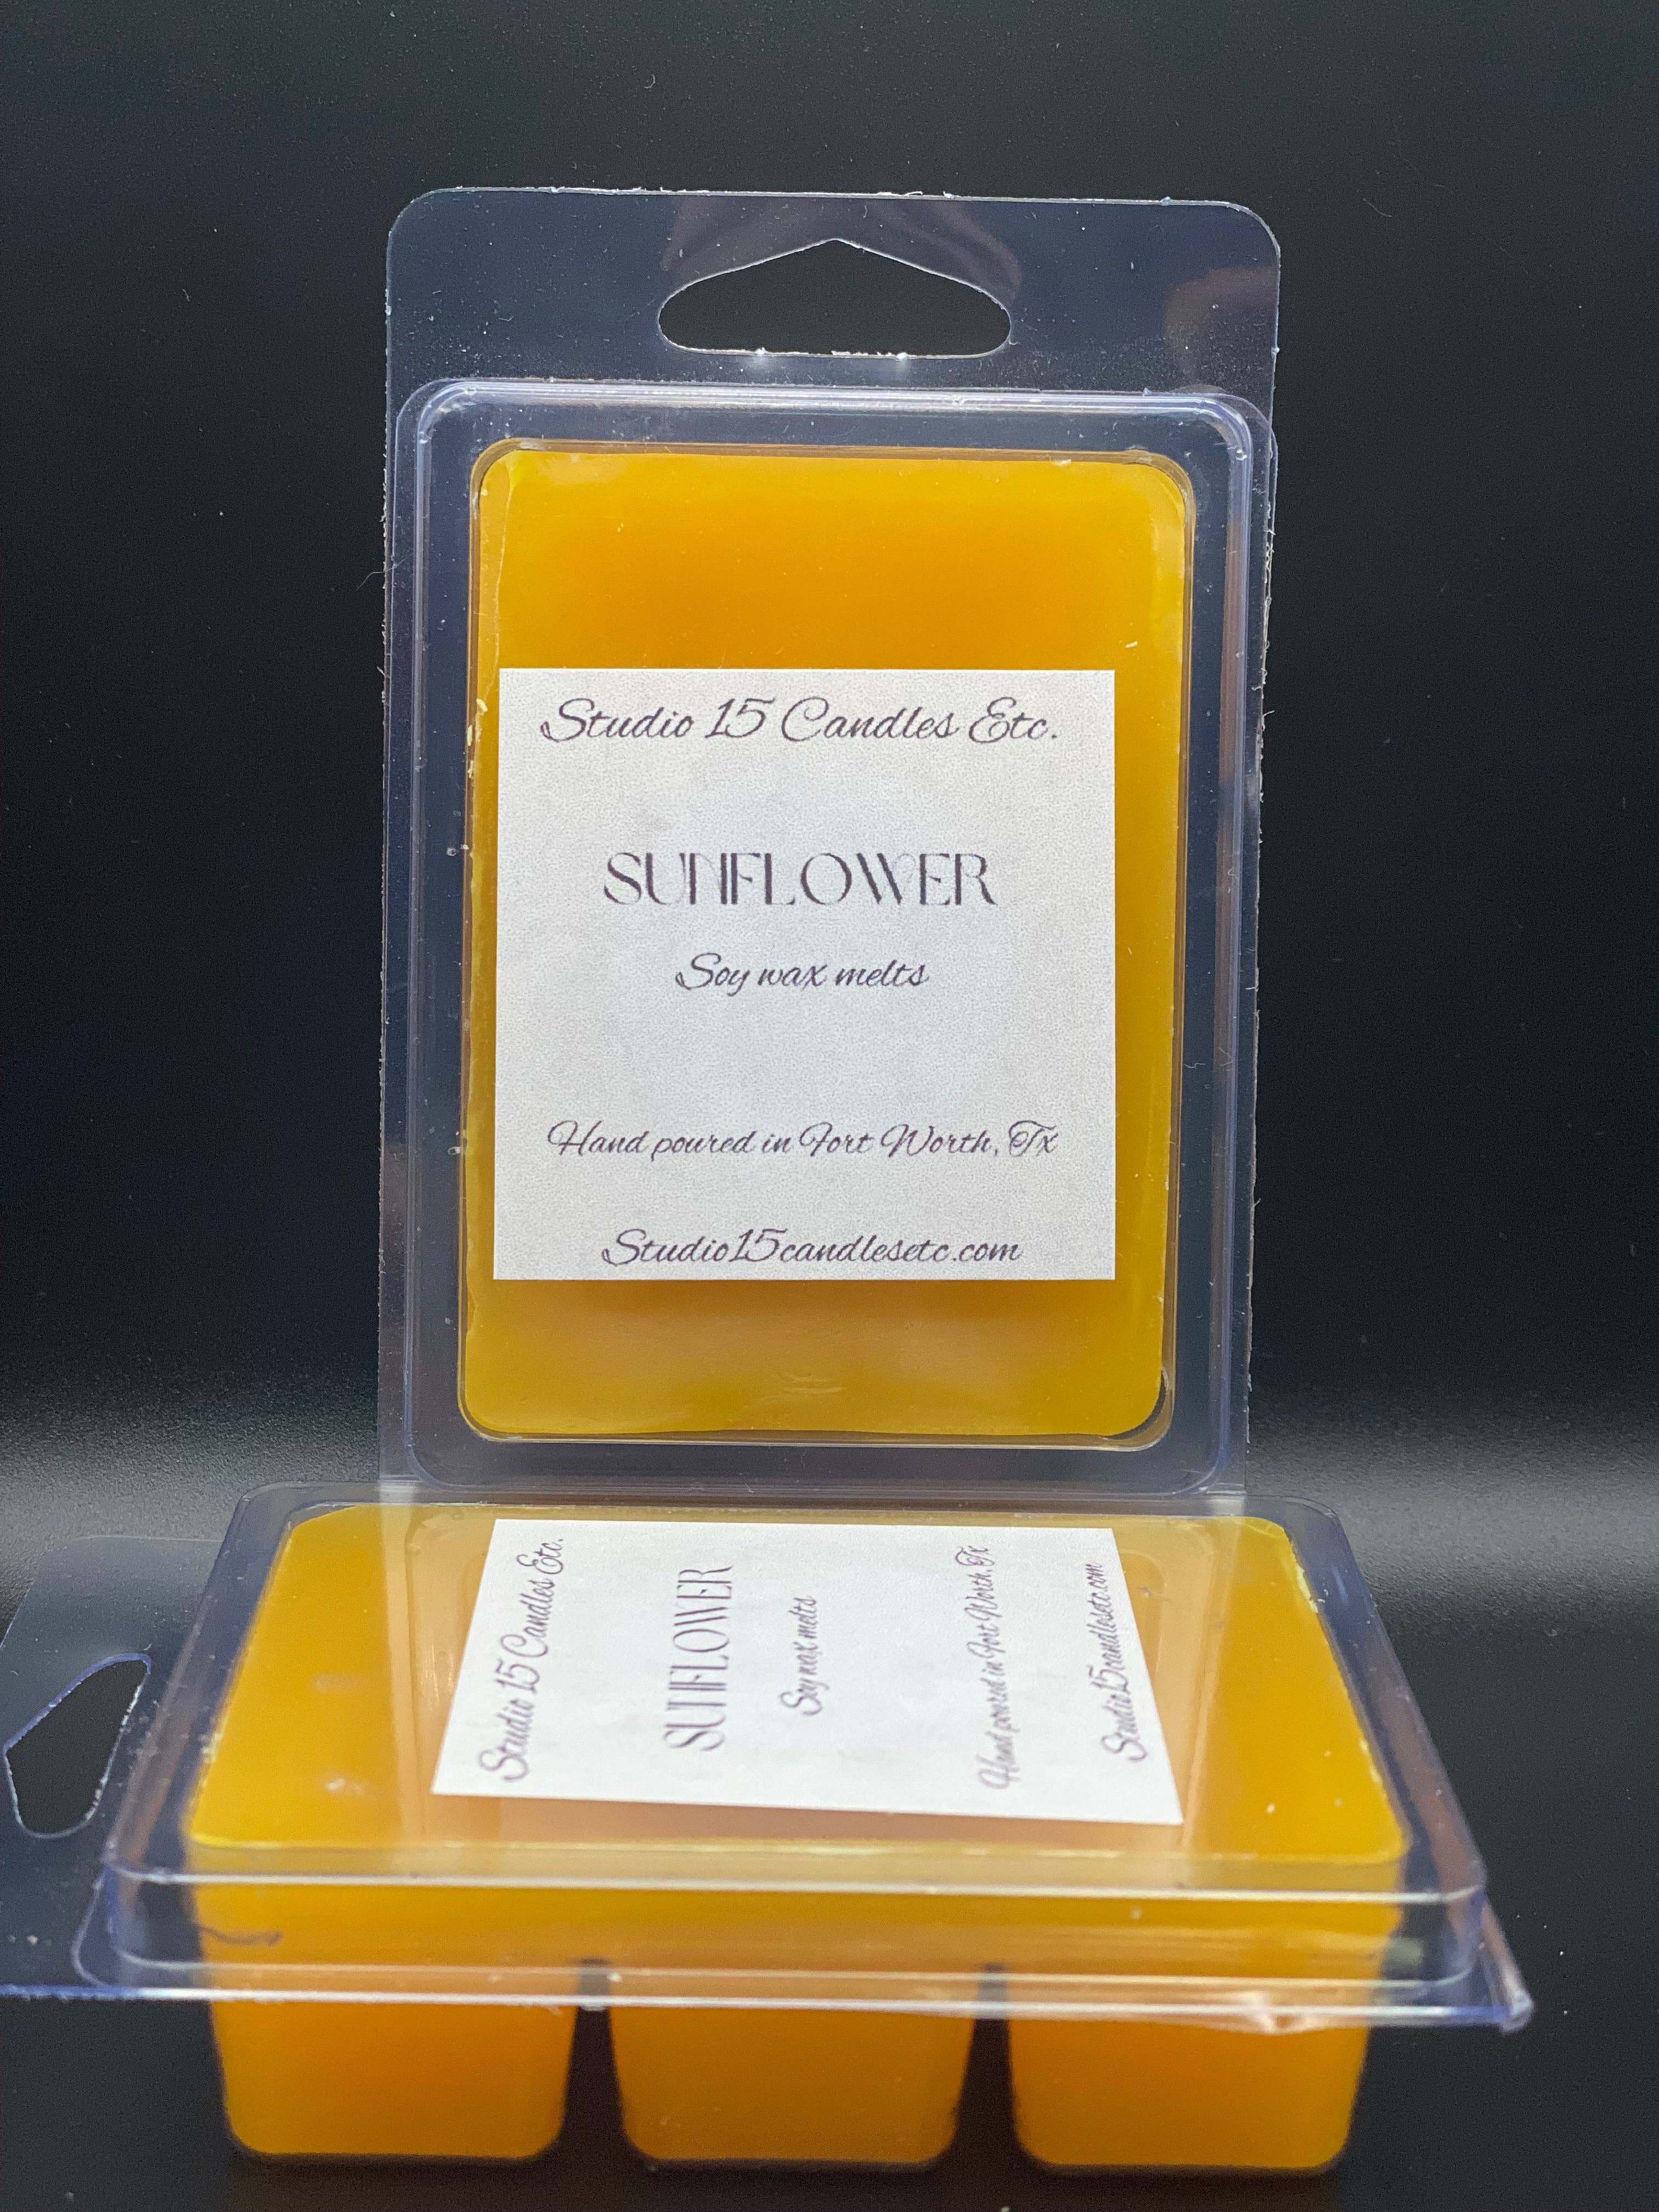 Studio 15 Candles Etc.
SUNFLOWER
Soy wax melts
Hand poured in Fort Worth, Tx
Studio15candlesetc.com
Studio 15 Candles Etc.
SUNFLOWER
Soy wax melts
Hand poured in Fort Worth, Tx
Studio15candlesetc.com